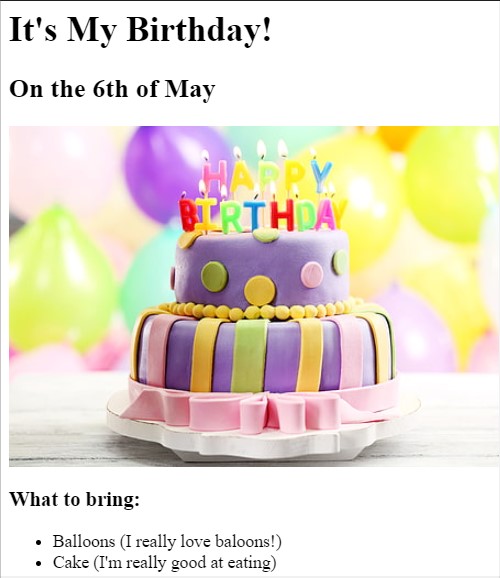 It's My Birthday!
On the 6th of May
HAPPY
BIRTHDAY
What to bring:
Balloons (I really love baloons!)
Cake (I'm really good at eating)